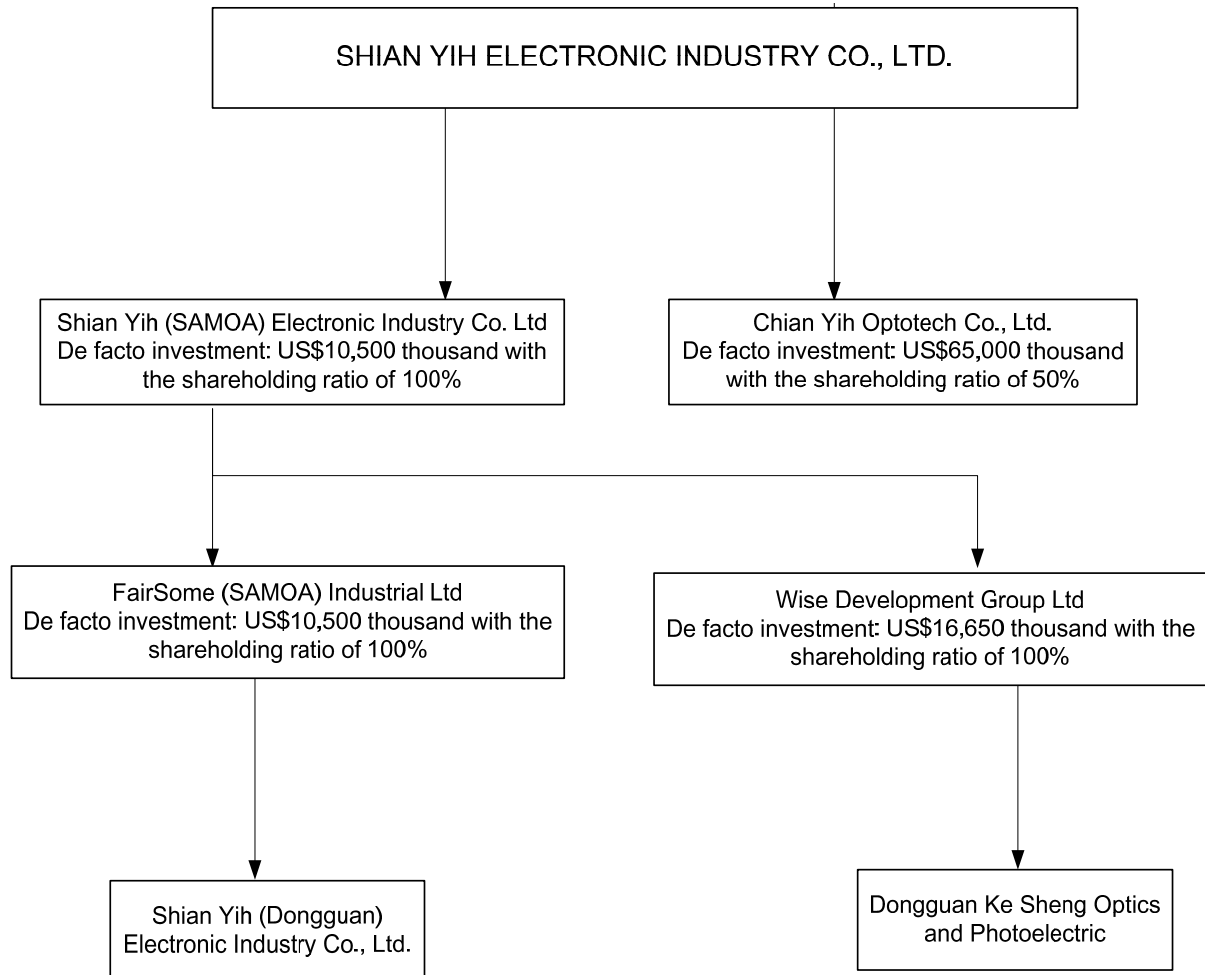 SHIAN YIH ELECTRONIC INDUSTRY CO., LTD.
Shian Yih (SAMOA) Electronic Industry Co. Ltd
De facto investment: US$10,500 thousand with
the shareholding ratio of 100%
Chian Yih Optotech Co., Ltd.
De facto investment: US$65,000 thousand
with the shareholding ratio of 50%
FairSome (SAMOA) Industrial Ltd
De facto investment: US$10,500 thousand with the
shareholding ratio of 100%
Wise Development Group Ltd
De facto investment: US$16,650 thousand with the
shareholding ratio of 100%
Shian Yih (Dongguan)
Electronic Industry Co., Ltd.
Dongguan Ke Sheng Optics
and Photoelectric